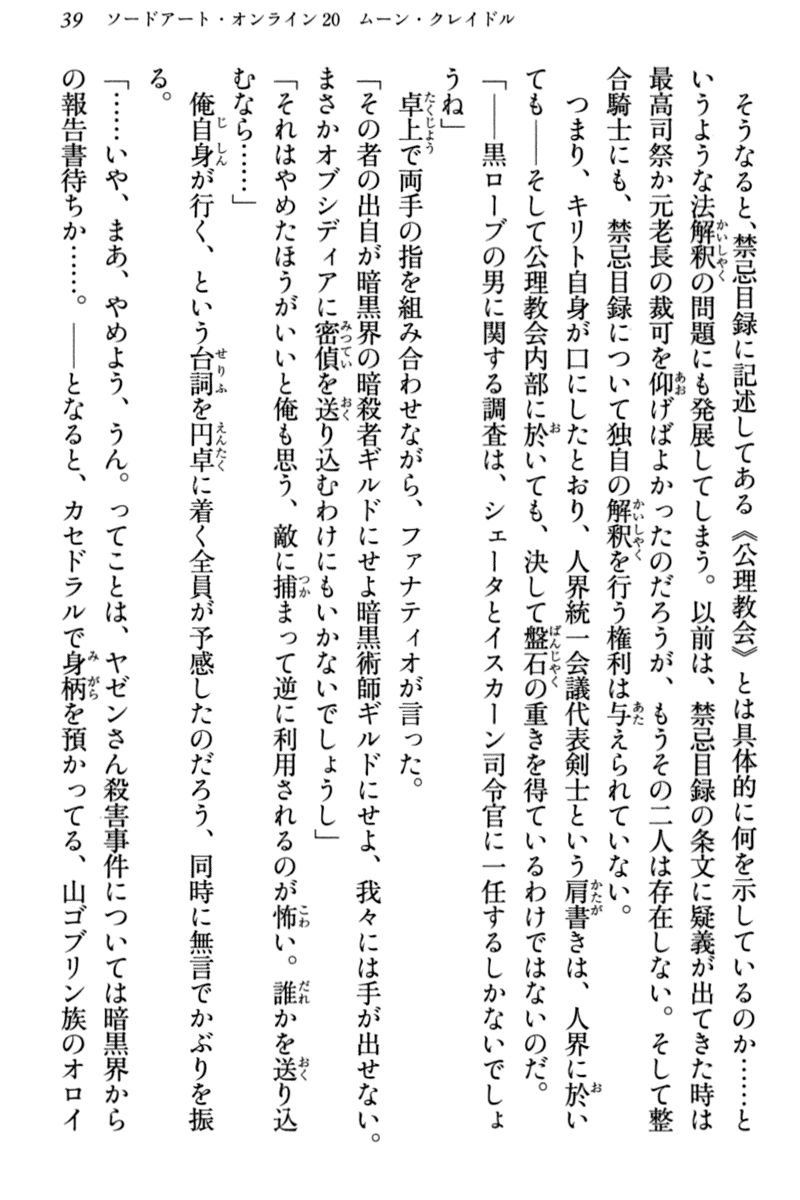 39 ソードアート・オンライン20 ムーン・クレイドル
そうなると、禁忌目録に記述してある《公理教会》とは具体的に何を示しているのか……と
いうような法解釈の問題にも発展してしまう。以前は、禁忌目録の条文に疑義が出てきた時は
最高司祭か元老長の裁可を仰げばよかったのだろうが、もうその二人は存在しない。そして整
合騎士にも、禁忌目録について独自の解釈を行う権利は与えられていない。
つまり、キリト自身が口にしたとおり、人界統一会議代表剣士という肩書きは、人界に於い
ても――そして公理教会内部に於いても、決して盤石の重きを得ているわけではないのだ。
「――黒ローブの男に関する調査は、シェータとイスカーン司令官に一任するしかないでしょ
うね」
卓上で両手の指を組み合わせながら、ファナティオが言った。
「その者の出自が暗黒界の暗殺者ギルドにせよ暗黒術師ギルドにせよ、我々には手が出せない。
まさかオブシディアに密偵を送り込むわけにもいかないでしょうし」
「それはやめたほうがいいと俺も思う、敵に捕まって逆に利用されるのが怖い。誰かを送り込
むなら……」
俺自身が行く、という台詞を円卓に着く全員が予感したのだろう、同時に無言でかぶりを振
る。
「……いや、まあ、やめよう、うん。ってことは、ヤゼンさん殺害事件については暗黒界から
の報告書待ちか……。――となると、カセドラルで身柄を預かってる、山ゴブリン族のオロイ